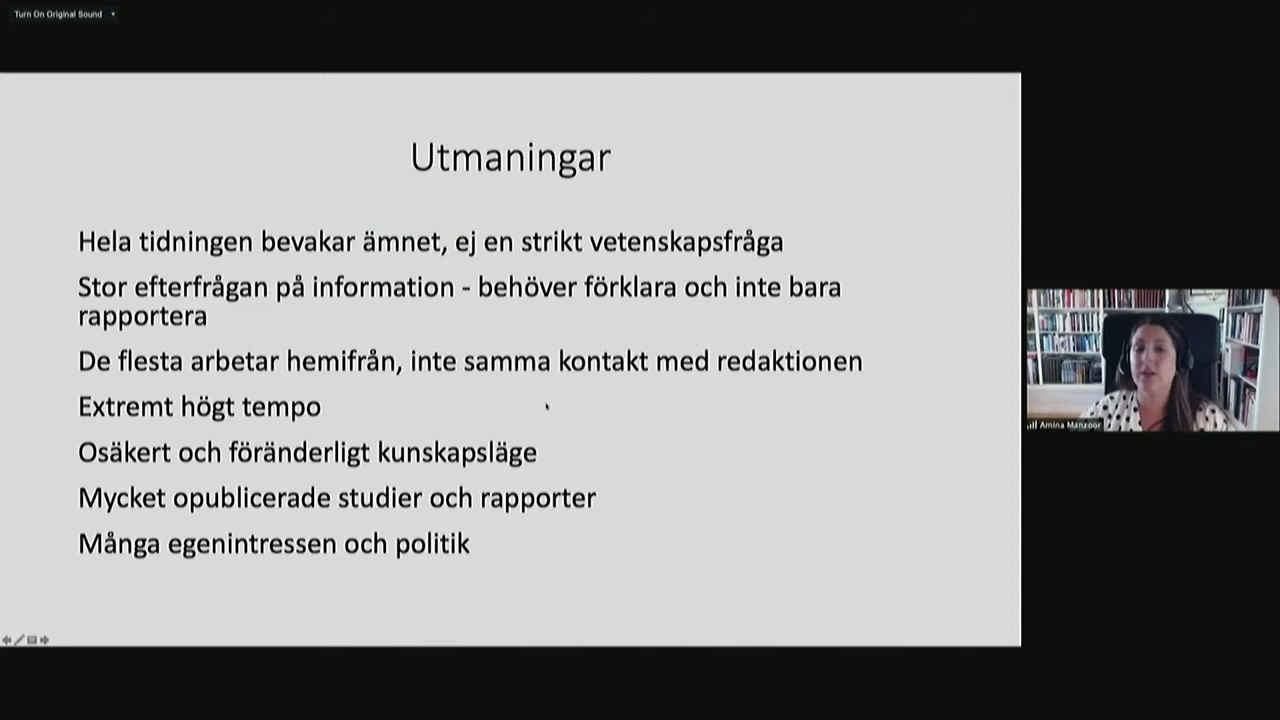 Turn On Original Sound
Utmaningar
Hela tidningen bevakar ämnet, ej en strikt vetenskapsfråga
Stor efterfrågan på information - behöver förklara och inte bara
rapportera
De flesta arbetar hemifrån, inte samma kontakt med redaktionen
Extremt högt tempo
Osäkert och föränderligt kunskapsläge
Mycket opublicerade studier och rapporter
Många egenintressen och politik
Amina Manzoor